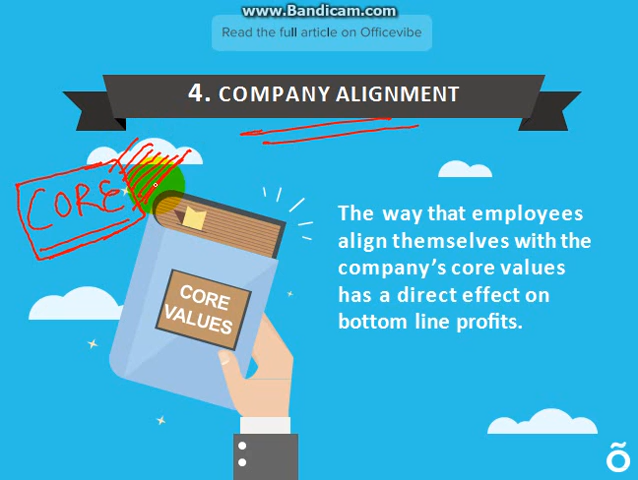 www.Bandicam.com
Read the full article on Officevibe
4. COMPANY ALIGNMENT
CORE
The way that employees
align themselves with the
company's core values
has a direct effect on
bottom line profits.
CORE
VALUES
õ